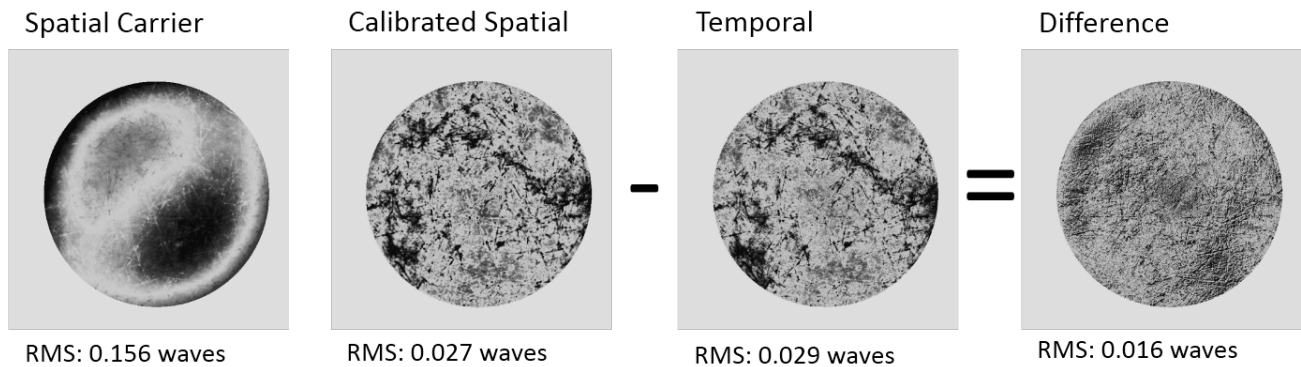 Spatial Carrier
Calibrated Spatial
Temporal
Difference
RMS: 0.156 waves
RMS: 0.027 waves
RMS: 0.029 waves
RMS: 0.016 waves